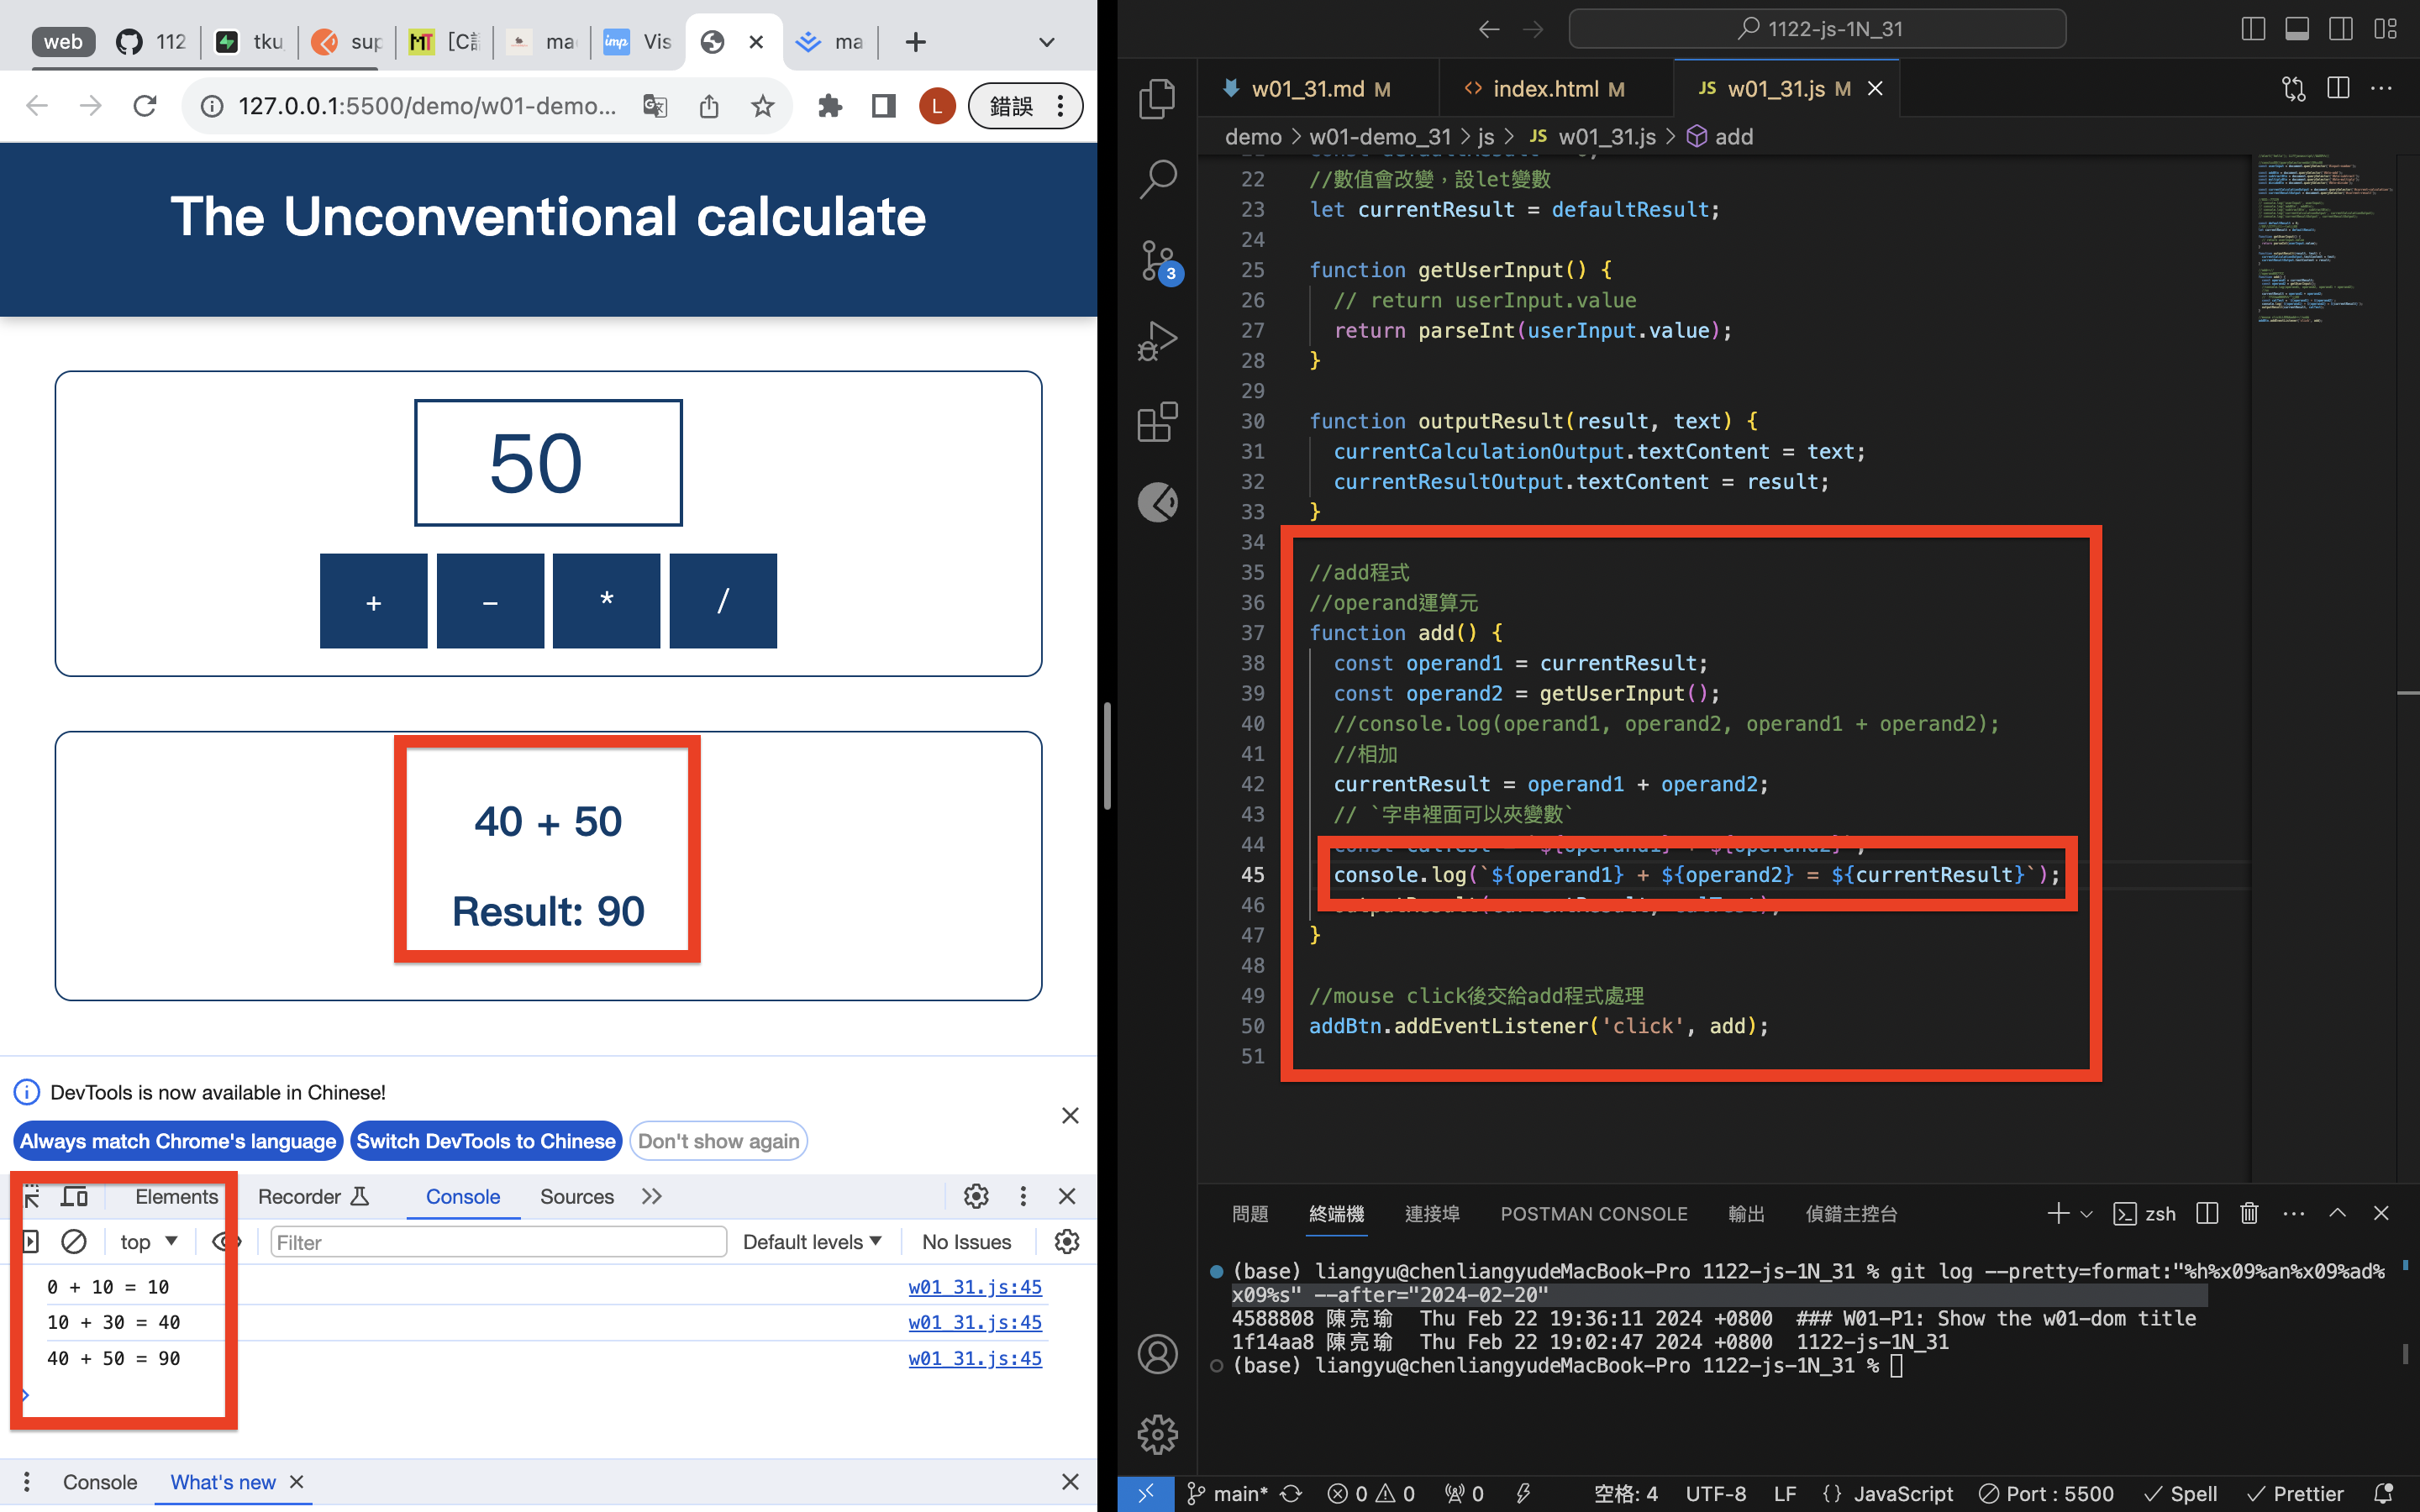 web
112
tku
sup
[C語
ma
imp Vis
ma
127.0.0.1:5500/demo/w01-demo...
L
錯誤
The Unconventional calculate
50
+
−
*
/
40 + 50
Result: 90
DevTools is now available in Chinese!
Always match Chrome's language
Switch DevTools to Chinese
Don't show again
Elements
Recorder
Console
Sources
top
Filter
Default levels
No Issues
0 + 10 = 10 w01_31.js:45
10 + 30 = 40 w01_31.js:45
40 + 50 = 90 w01_31.js:45
Console
What's new
1122-js-1N_31
w01_31.md M
index.html M
JS w01_31.js M
demo > w01-demo_31 > js > JS w01_31.js > add
22 //數值會改變，設let變數
23 let currentResult = defaultResult;
24
25 function getUserInput() {
26 // return userInput.value
27 return parseInt(userInput.value);
28 }
29
30 function outputResult(result, text) {
31 currentCalculationOutput.textContent = text;
32 currentResultOutput.textContent = result;
33 }
34
35 //add程式
36 //operand運算元
37 function add() {
38 const operand1 = currentResult;
39 const operand2 = getUserInput();
40 //console.log(operand1, operand2, operand1 + operand2);
41 //相加
42 currentResult = operand1 + operand2;
43 // `字串裡面可以夾變數`
44
45 console.log(`${operand1} + ${operand2} = ${currentResult}`);
46
47 }
48
49 //mouse click後交給add程式處理
50 addBtn.addEventListener('click', add);
51
3
問題
終端機
連接埠
POSTMAN CONSOLE
輸出
偵錯主控台
zsh
(base) liangyu@chenliangyudeMacBook-Pro 1122-js-1N_31 % git log --pretty=format:"%h%x09%an%x09%ad%
x09%s" --after="2024-02-20"
4588808 陳亮瑜 Thu Feb 22 19:36:11 2024 +0800 ### W01-P1: Show the w01-dom title
1f14aa8 陳亮瑜 Thu Feb 22 19:02:47 2024 +0800 1122-js-1N_31
(base) liangyu@chenliangyudeMacBook-Pro 1122-js-1N_31 %
main*
0
0
0
空格: 4
UTF-8
LF
{} JavaScript
Port : 5500
Spell
Prettier